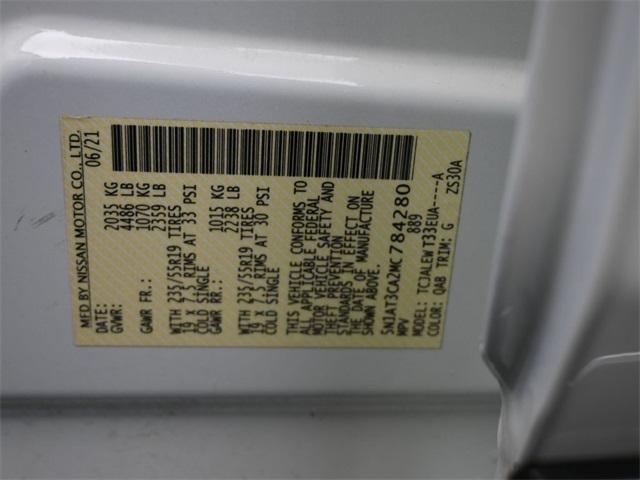 MFD BY NISSAN MOTOR CO., LTD.
06/21
GVWR: 2035 KG
4486 LB
GAWR FR.: 1070 KG
2359 LB
WITH 235/55R19 TIRES
19 X 7.5 RIMS AT 33 PSI
COLD SINGLE
GAWR RR.: 1015 KG
2238 LB
WITH 235/55R19 TIRES
19 X 7.5 RIMS AT 30 PSI
COLD SINGLE
THIS VEHICLE CONFORMS TO
ALL APPLICABLE FEDERAL
MOTOR VEHICLE SAFETY AND
THEFT PREVENTION
STANDARDS IN EFFECT ON
THE DATE OF MANUFACTURE
SHOWN ABOVE.
5N1AT3CA2MC784280
MPV 889
MODEL: TCJALEWT33EUA----A
COLOR: QAB TRIM: G ZS30A